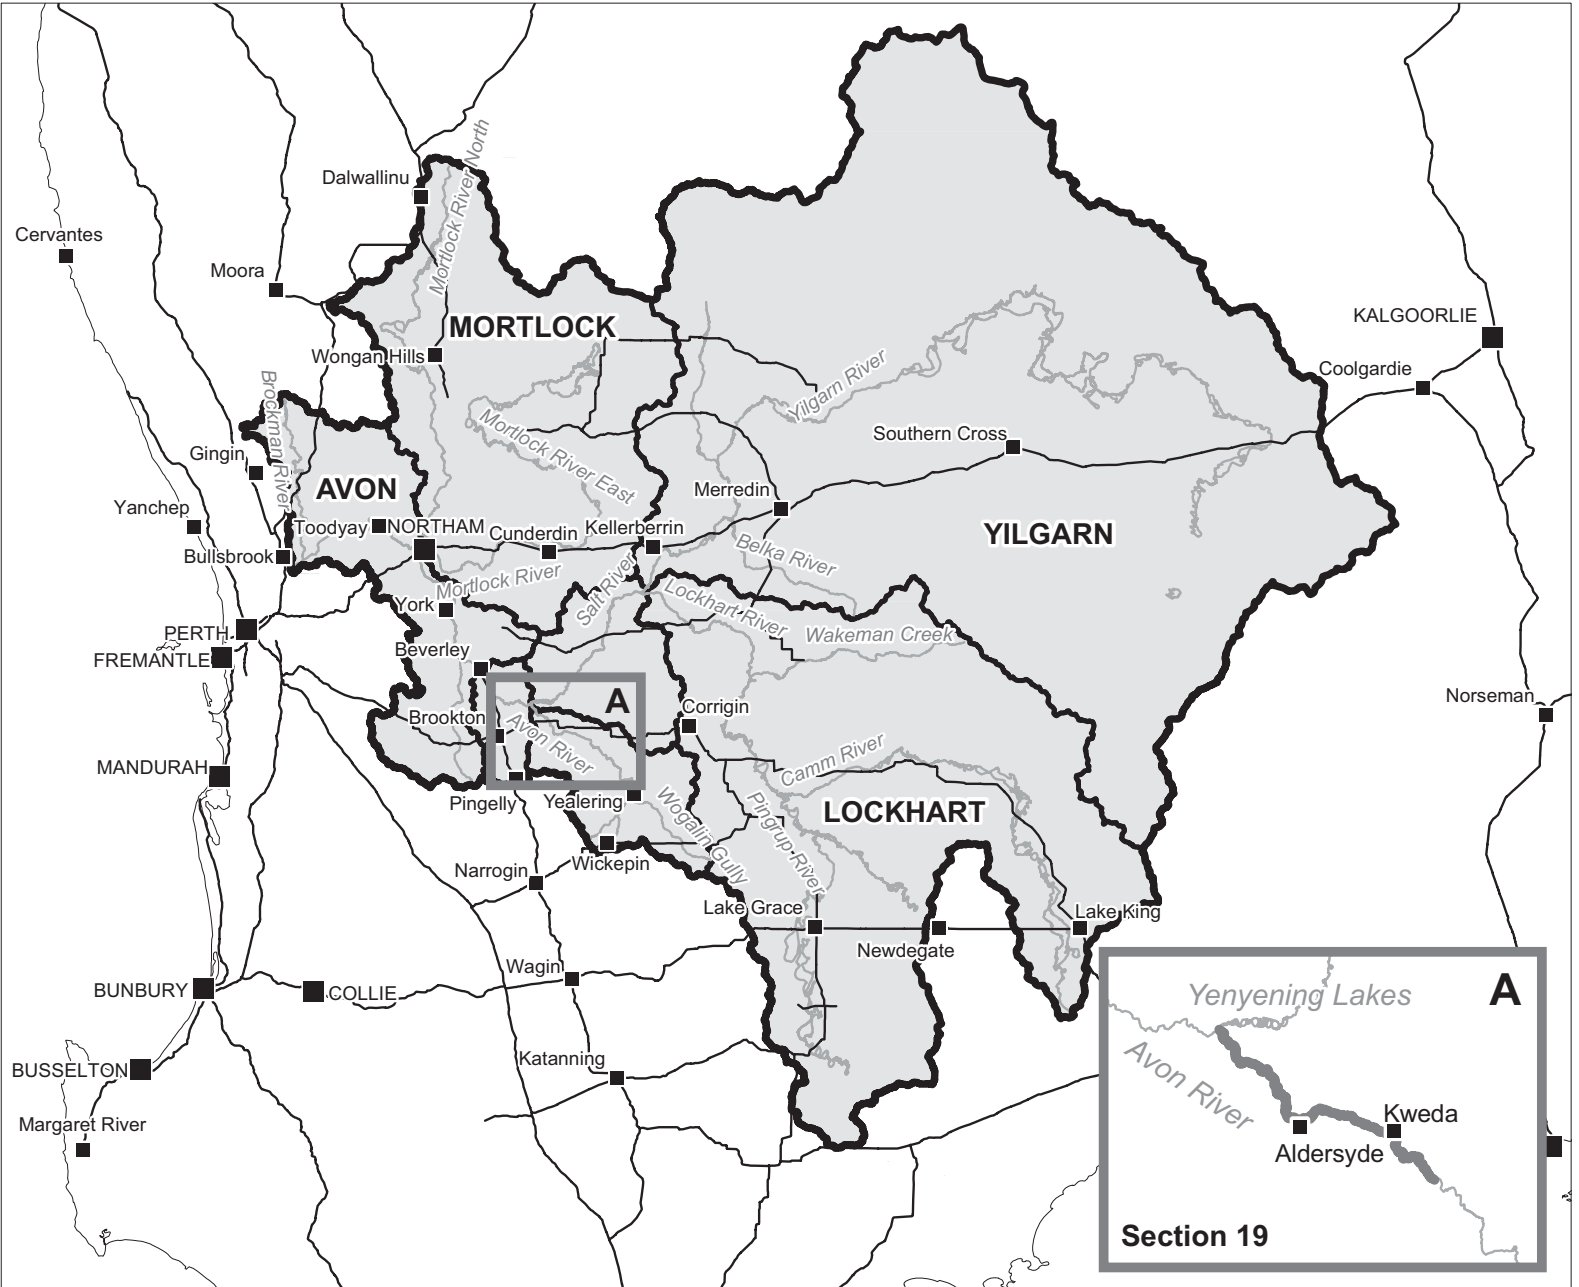 Dalwallinu
Mortlock River North
Cervantes
Moora
MORTLOCK
KALGOORLIE
Wongan Hills
Coolgardie
Brockman River
Yilgarn River
Mortlock River East
Southern Cross
Gingin
AVON
Merredin
Yanchep
Toodyay
NORTHAM
Cunderdin
Kellerberrin
YILGARN
Bullsbrook
Belka River
Mortlock River
Salt River
Lockhart River
York
PERTH
Wakeman Creek
FREMANTLE
Beverley
A
Norseman
Brookton
Avon River
Corrigin
MANDURAH
Camm River
Pingelly
Yealering
Wogalin Gully
Pingrup River
LOCKHART
Wickepin
Narrogin
Lake Grace
Lake King
Newdegate
Wagin
BUNBURY
COLLIE
Yenyening Lakes
A
Katanning
BUSSELTON
Avon River
Margaret River
Kweda
Aldersyde
Section 19